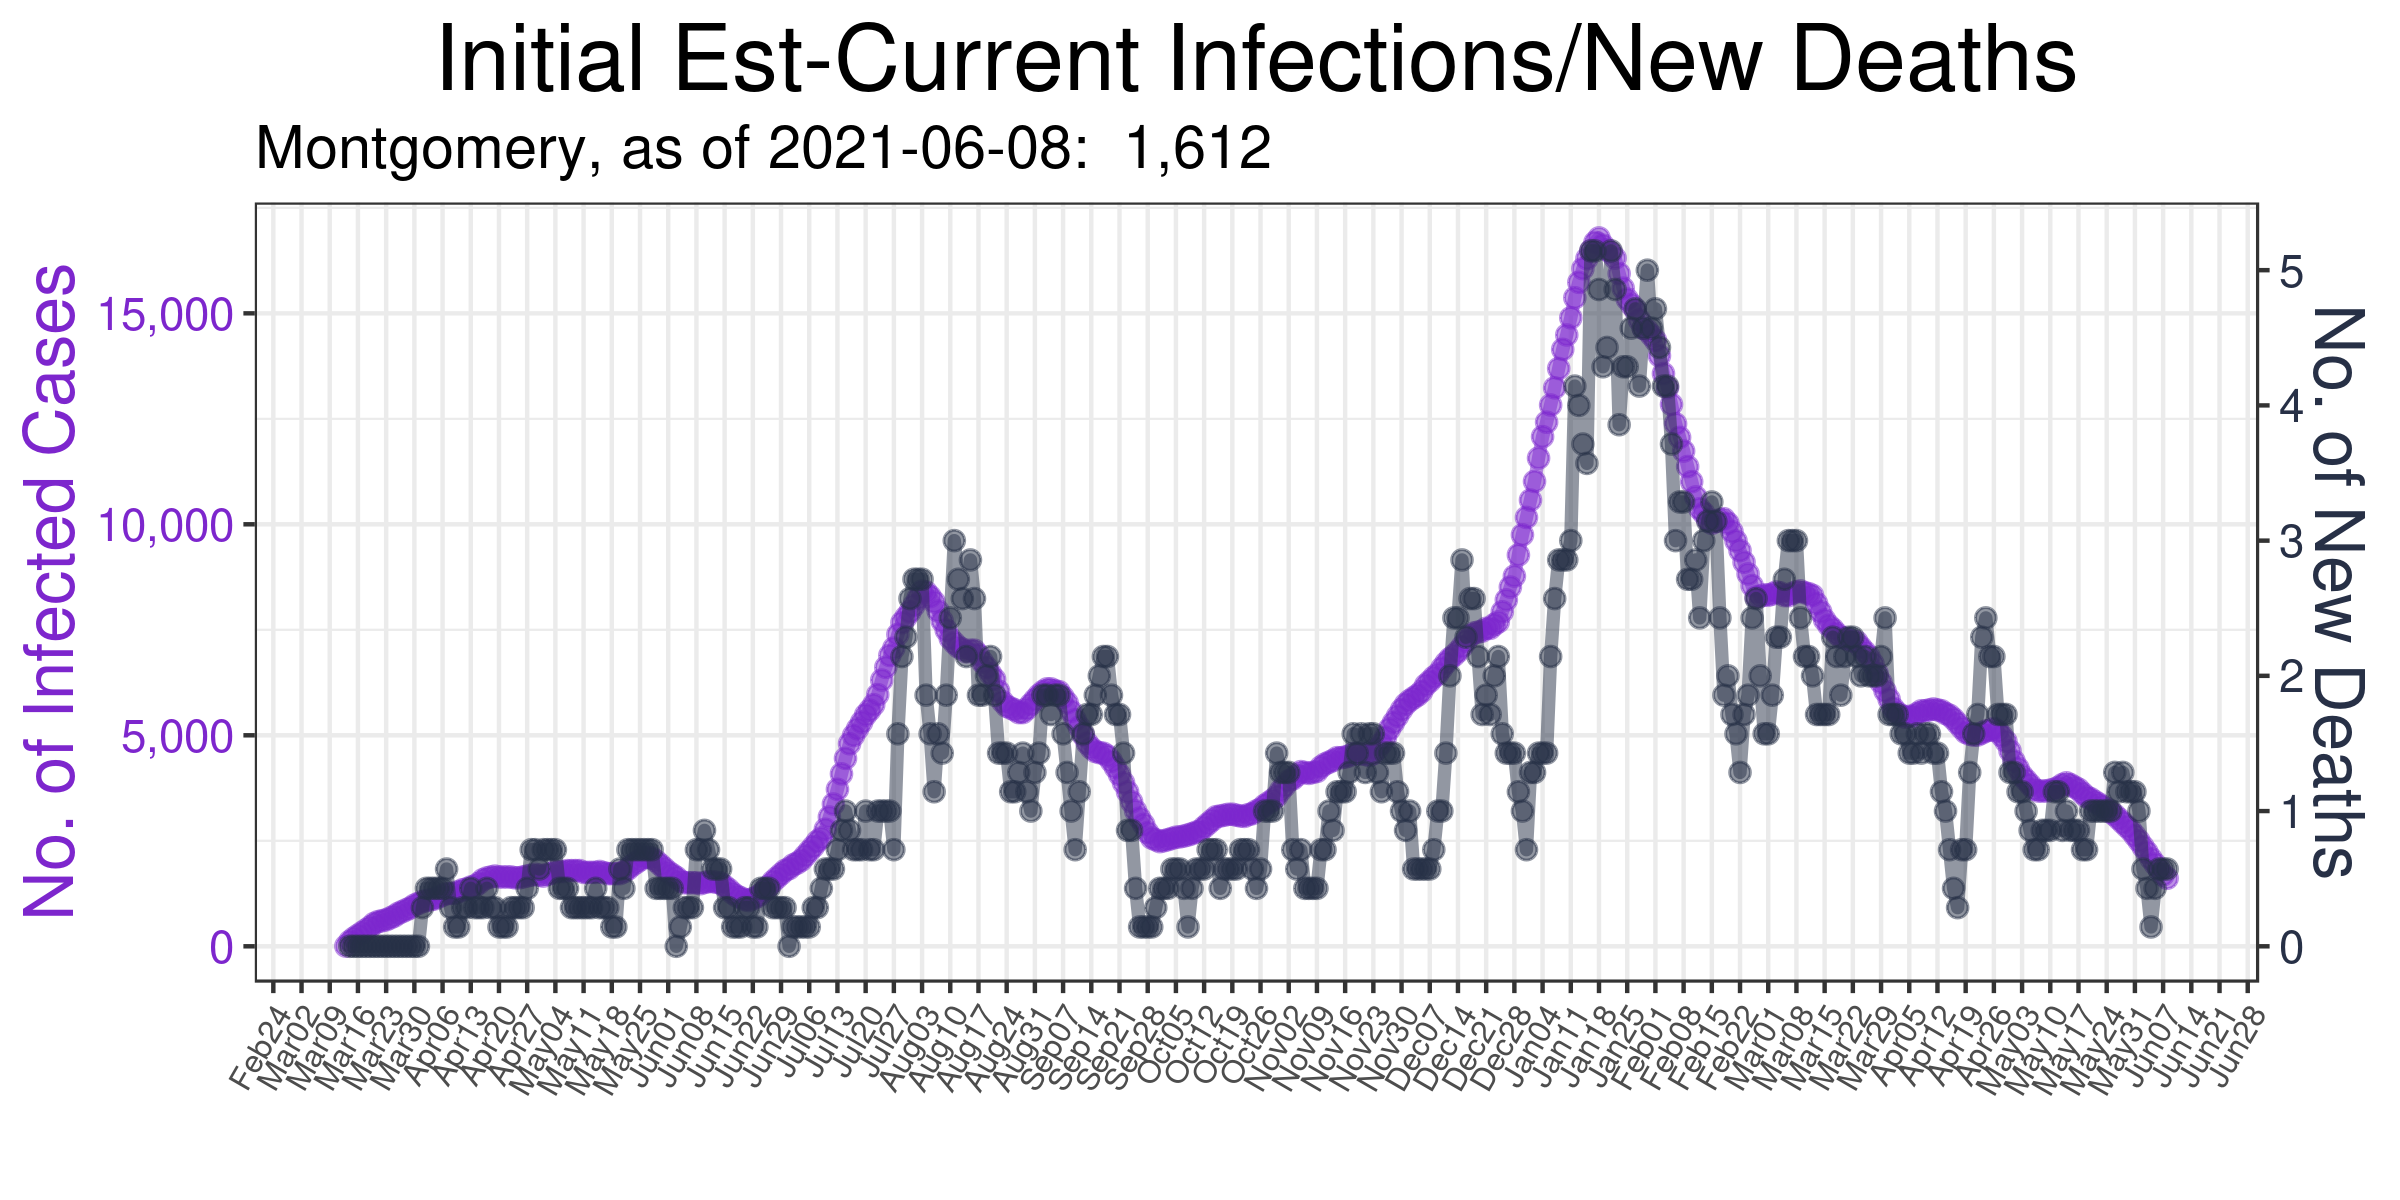 Initial Est-Current Infections/New Deaths
Montgomery, as of 2021-06-08:  1,612
No. of Infected Cases
15,000
10,000
5,000
0
5
4
3
2
1
0
No. of New Deaths
Feb24
Mar02
Mar09
Mar16
Mar23
Mar30
Apr06
Apr13
Apr20
Apr27
May04
May11
May18
May25
Jun01
Jun08
Jun15
Jun22
Jun29
Jul06
Jul13
Jul20
Jul27
Aug03
Aug10
Aug17
Aug24
Aug31
Sep07
Sep14
Sep21
Sep28
Oct05
Oct12
Oct19
Oct26
Nov02
Nov09
Nov16
Nov23
Nov30
Dec07
Dec14
Dec21
Dec28
Jan04
Jan11
Jan18
Jan25
Feb01
Feb08
Feb15
Feb22
Mar01
Mar08
Mar15
Mar22
Mar29
Apr05
Apr12
Apr19
Apr26
May03
May10
May17
May24
May31
Jun07
Jun14
Jun21
Jun28